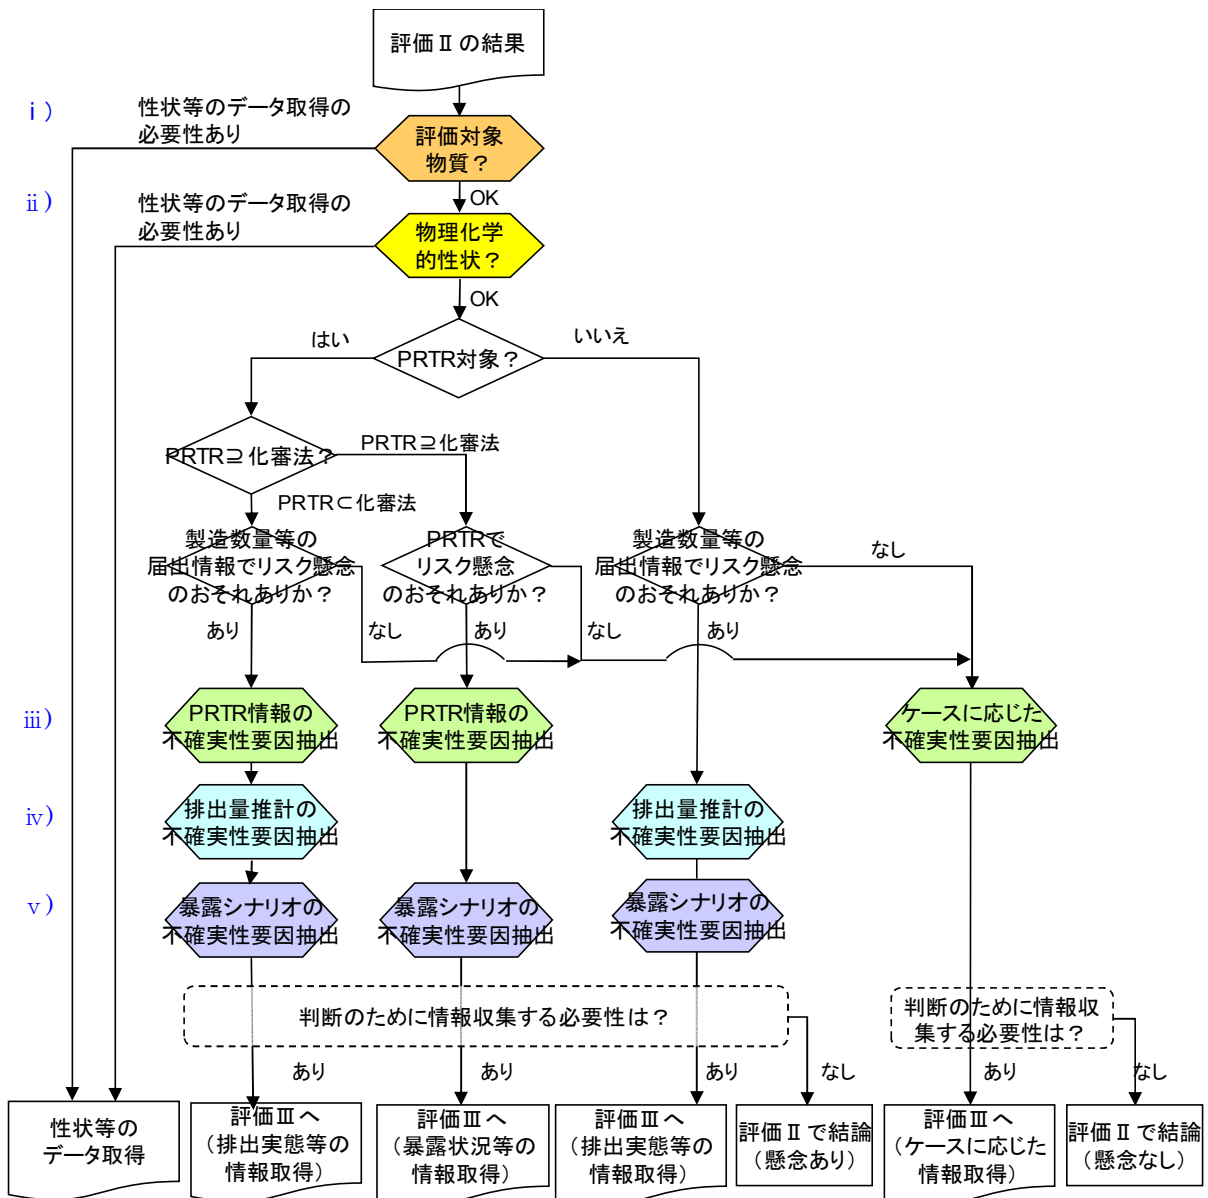 評価Ⅱの結果
ⅰ)
性状等のデータ取得の
必要性あり
評価対象
物質？
OK
ⅱ)
性状等のデータ取得の
必要性あり
物理化学
的性状？
OK
はい
いいえ
PRTR対象？
PRTR⊇化審法？
PRTR⊇化審法
PRTR⊂化審法
製造数量等の
届出情報でリスク懸念
のおそれありか？
PRTRで
リスク懸念
のおそれありか？
製造数量等の
届出情報でリスク懸念
のおそれありか？
なし
あり
なし
あり
なし
あり
ⅲ)
PRTR情報の
不確実性要因抽出
PRTR情報の
不確実性要因抽出
ケースに応じた
不確実性要因抽出
ⅳ)
排出量推計の
不確実性要因抽出
排出量推計の
不確実性要因抽出
ⅴ)
暴露シナリオの
不確実性要因抽出
暴露シナリオの
不確実性要因抽出
暴露シナリオの
不確実性要因抽出
判断のために情報収集する必要性は？
判断のために情報収
集する必要性は？
あり
あり
あり
なし
あり
なし
性状等の
データ取得
評価Ⅲへ
（排出実態等の
情報取得）
評価Ⅲへ
（暴露状況等の
情報取得）
評価Ⅲへ
（排出実態等の
情報取得）
評価Ⅱで結論
（懸念あり）
評価Ⅲへ
（ケースに応じた
情報取得）
評価Ⅱで結論
（懸念なし）